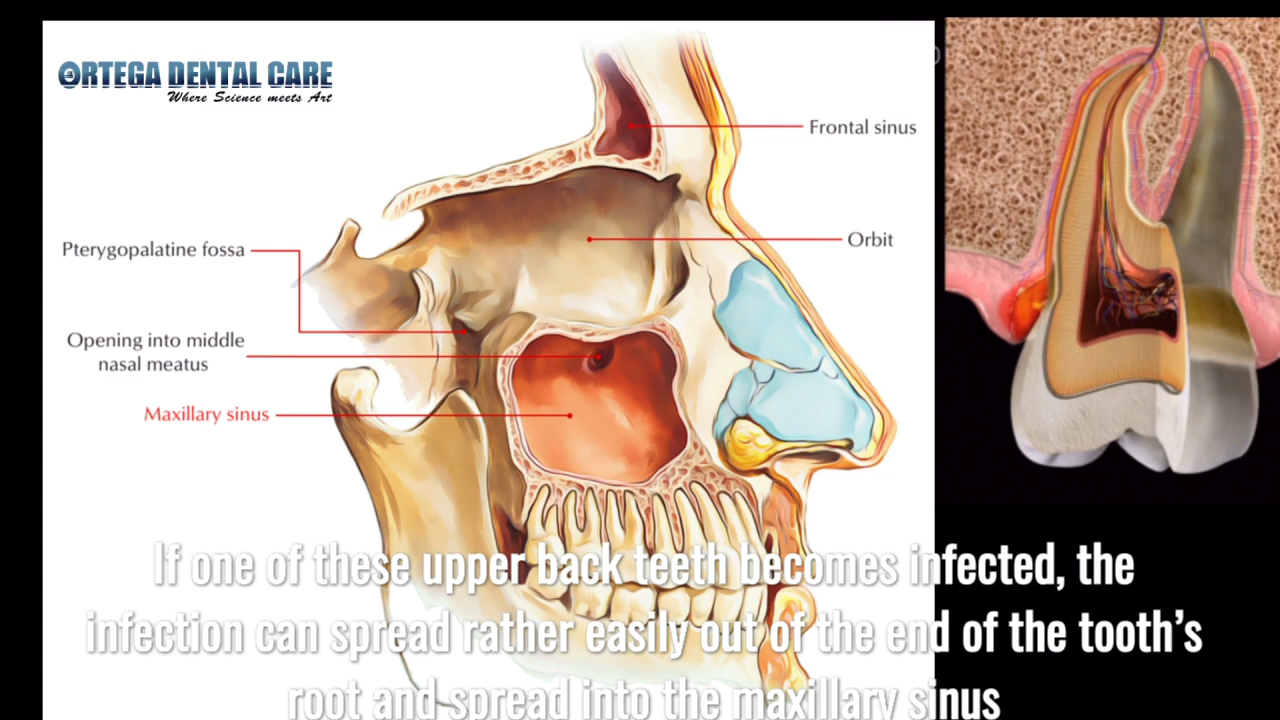 ORTEGA DENTAL CARE
Where Science meets Art
Frontal sinus
Orbit
Pterygopalatine fossa
Opening into middle
nasal meatus
Maxillary sinus
If one of these upper back teeth becomes infected, the
infection can spread rather easily out of the end of the tooth’s
root and spread into the maxillary sinus